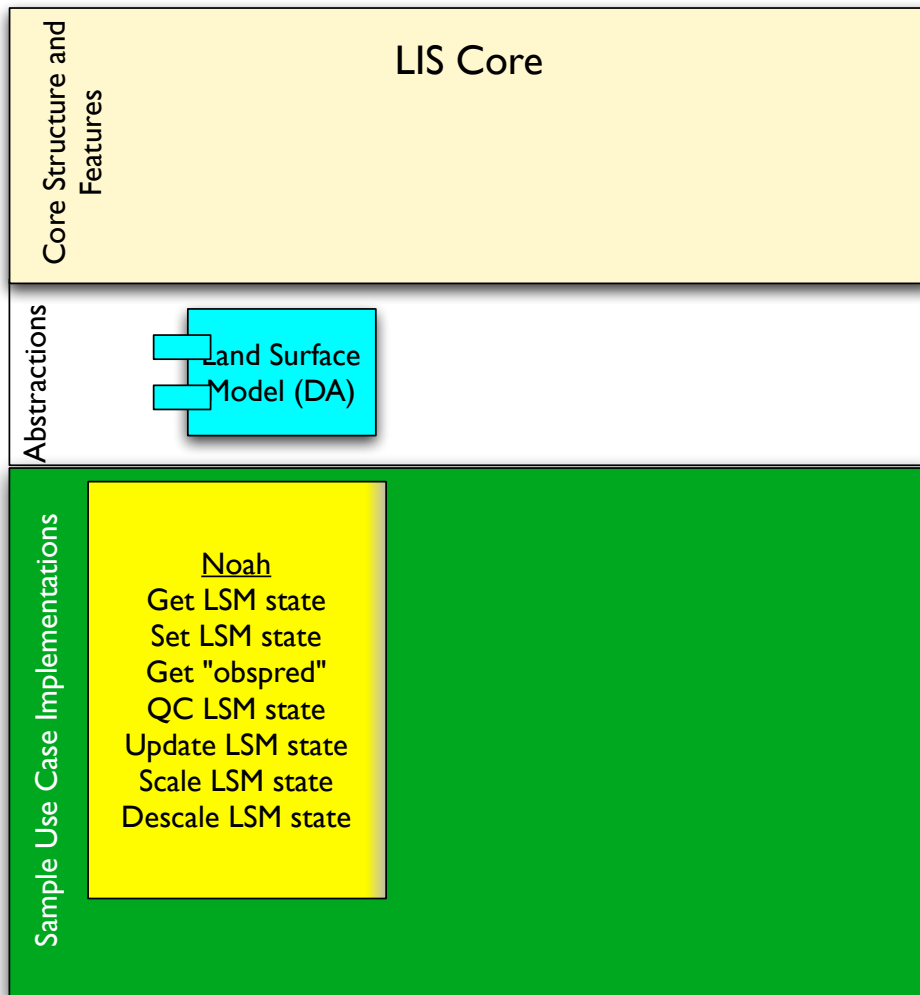 Core Structure and
Features
LIS Core
Abstractions
Land Surface
Model (DA)
Sample Use Case Implementations
Noah
Get LSM state
Set LSM state
Get "obspred"
QC LSM state
Update LSM state
Scale LSM state
Descale LSM state